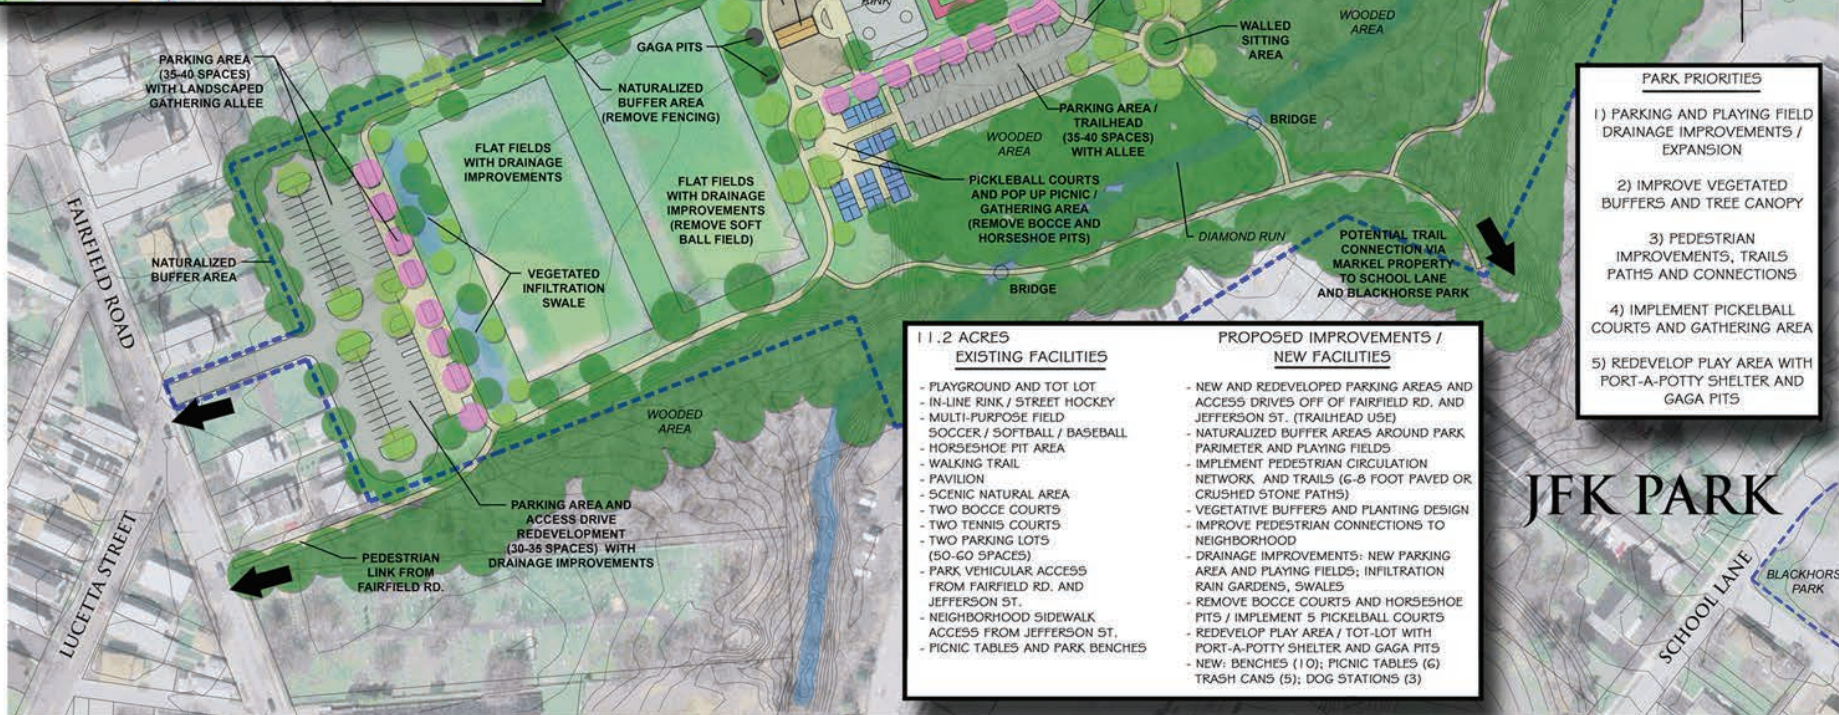 RINK
GAGA PITS
WALLED
SITTING
AREA
WOODED
AREA
WOODED
AREA
PARKING AREA
(35-40 SPACES)
WITH LANDSCAPED
GATHERING ALLEE
NATURALIZED
BUFFER AREA
(REMOVE FENCING)
PARKING AREA /
TRAILHEAD
(35-40 SPACES)
WITH ALLEE
BRIDGE
WOODED
AREA
FLAT FIELDS
WITH DRAINAGE
IMPROVEMENTS
FLAT FIELDS
WITH DRAINAGE
IMPROVEMENTS
(REMOVE SOFT
BALL FIELD)
PICKLEBALL COURTS
AND POP UP PICNIC /
GATHERING AREA
(REMOVE BOCCE AND
HORSESHOE PITS)
DIAMOND RUN
POTENTIAL TRAIL
CONNECTION VIA
MARKEL PROPERTY
TO SCHOOL LANE
AND BLACKHORSE PARK
FAIRFIELD ROAD
NATURALIZED
BUFFER AREA
VEGETATED
INFILTRATION
SWALE
BRIDGE
WOODED
AREA
PARKING AREA AND
ACCESS DRIVE
REDEVELOPMENT
(30-35 SPACES) WITH
DRAINAGE IMPROVEMENTS
PEDESTRIAN
LINK FROM
FAIRFIELD RD.
LUCETTA STREET
11.2 ACRES
EXISTING FACILITIES
- PLAYGROUND AND TOT LOT
- IN-LINE RINK / STREET HOCKEY
- MULTI-PURPOSE FIELD
SOCCER / SOFTBALL / BASEBALL
- HORSESHOE PIT AREA
- WALKING TRAIL
- PAVILION
- SCENIC NATURAL AREA
- TWO BOCCE COURTS
- TWO TENNIS COURTS
- TWO PARKING LOTS
(50-60 SPACES)
- PARK VEHICULAR ACCESS
FROM FAIRFIELD RD. AND
JEFFERSON ST.
- NEIGHBORHOOD SIDEWALK
ACCESS FROM JEFFERSON ST.
- PICNIC TABLES AND PARK BENCHES
PROPOSED IMPROVEMENTS /
NEW FACILITIES
- NEW AND REDEVELOPED PARKING AREAS AND
ACCESS DRIVES OFF OF FAIRFIELD RD. AND
JEFFERSON ST. (TRAILHEAD USE)
- NATURALIZED BUFFER AREAS AROUND PARK
PARIMETER AND PLAYING FIELDS
- IMPLEMENT PEDESTRIAN CIRCULATION
NETWORK AND TRAILS (6-8 FOOT PAVED OR
CRUSHED STONE PATHS)
- VEGETATIVE BUFFERS AND PLANTING DESIGN
- IMPROVE PEDESTRIAN CONNECTIONS TO
NEIGHBORHOOD
- DRAINAGE IMPROVEMENTS: NEW PARKING
AREA AND PLAYING FIELDS; INFILTRATION
RAIN GARDENS, SWALES
- REMOVE BOCCE COURTS AND HORSESHOE
PITS / IMPLEMENT 5 PICKELBALL COURTS
- REDEVELOP PLAY AREA / TOT-LOT WITH
PORT-A-POTTY SHELTER AND GAGA PITS
- NEW: BENCHES (10); PICNIC TABLES (6)
TRASH CANS (5); DOG STATIONS (3)
PARK PRIORITIES
1) PARKING AND PLAYING FIELD
DRAINAGE IMPROVEMENTS /
EXPANSION
2) IMPROVE VEGETATED
BUFFERS AND TREE CANOPY
3) PEDESTRIAN
IMPROVEMENTS, TRAILS
PATHS AND CONNECTIONS
4) IMPLEMENT PICKELBALL
COURTS AND GATHERING AREA
5) REDEVELOP PLAY AREA WITH
PORT-A-POTTY SHELTER AND
GAGA PITS
JFK PARK
SCHOOL LANE
BLACKHORS
PARK